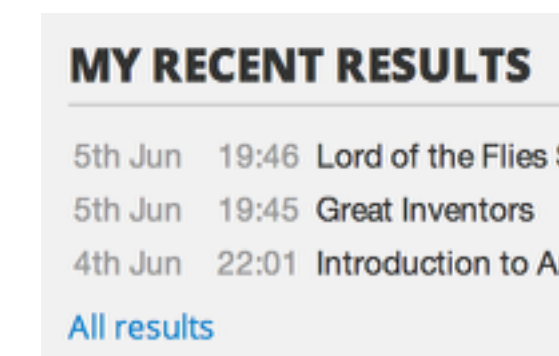 MY RECENT RESULTS
5th Jun 19:46 Lord of the Flies
5th Jun 19:45 Great Inventors
4th Jun 22:01 Introduction to
All results